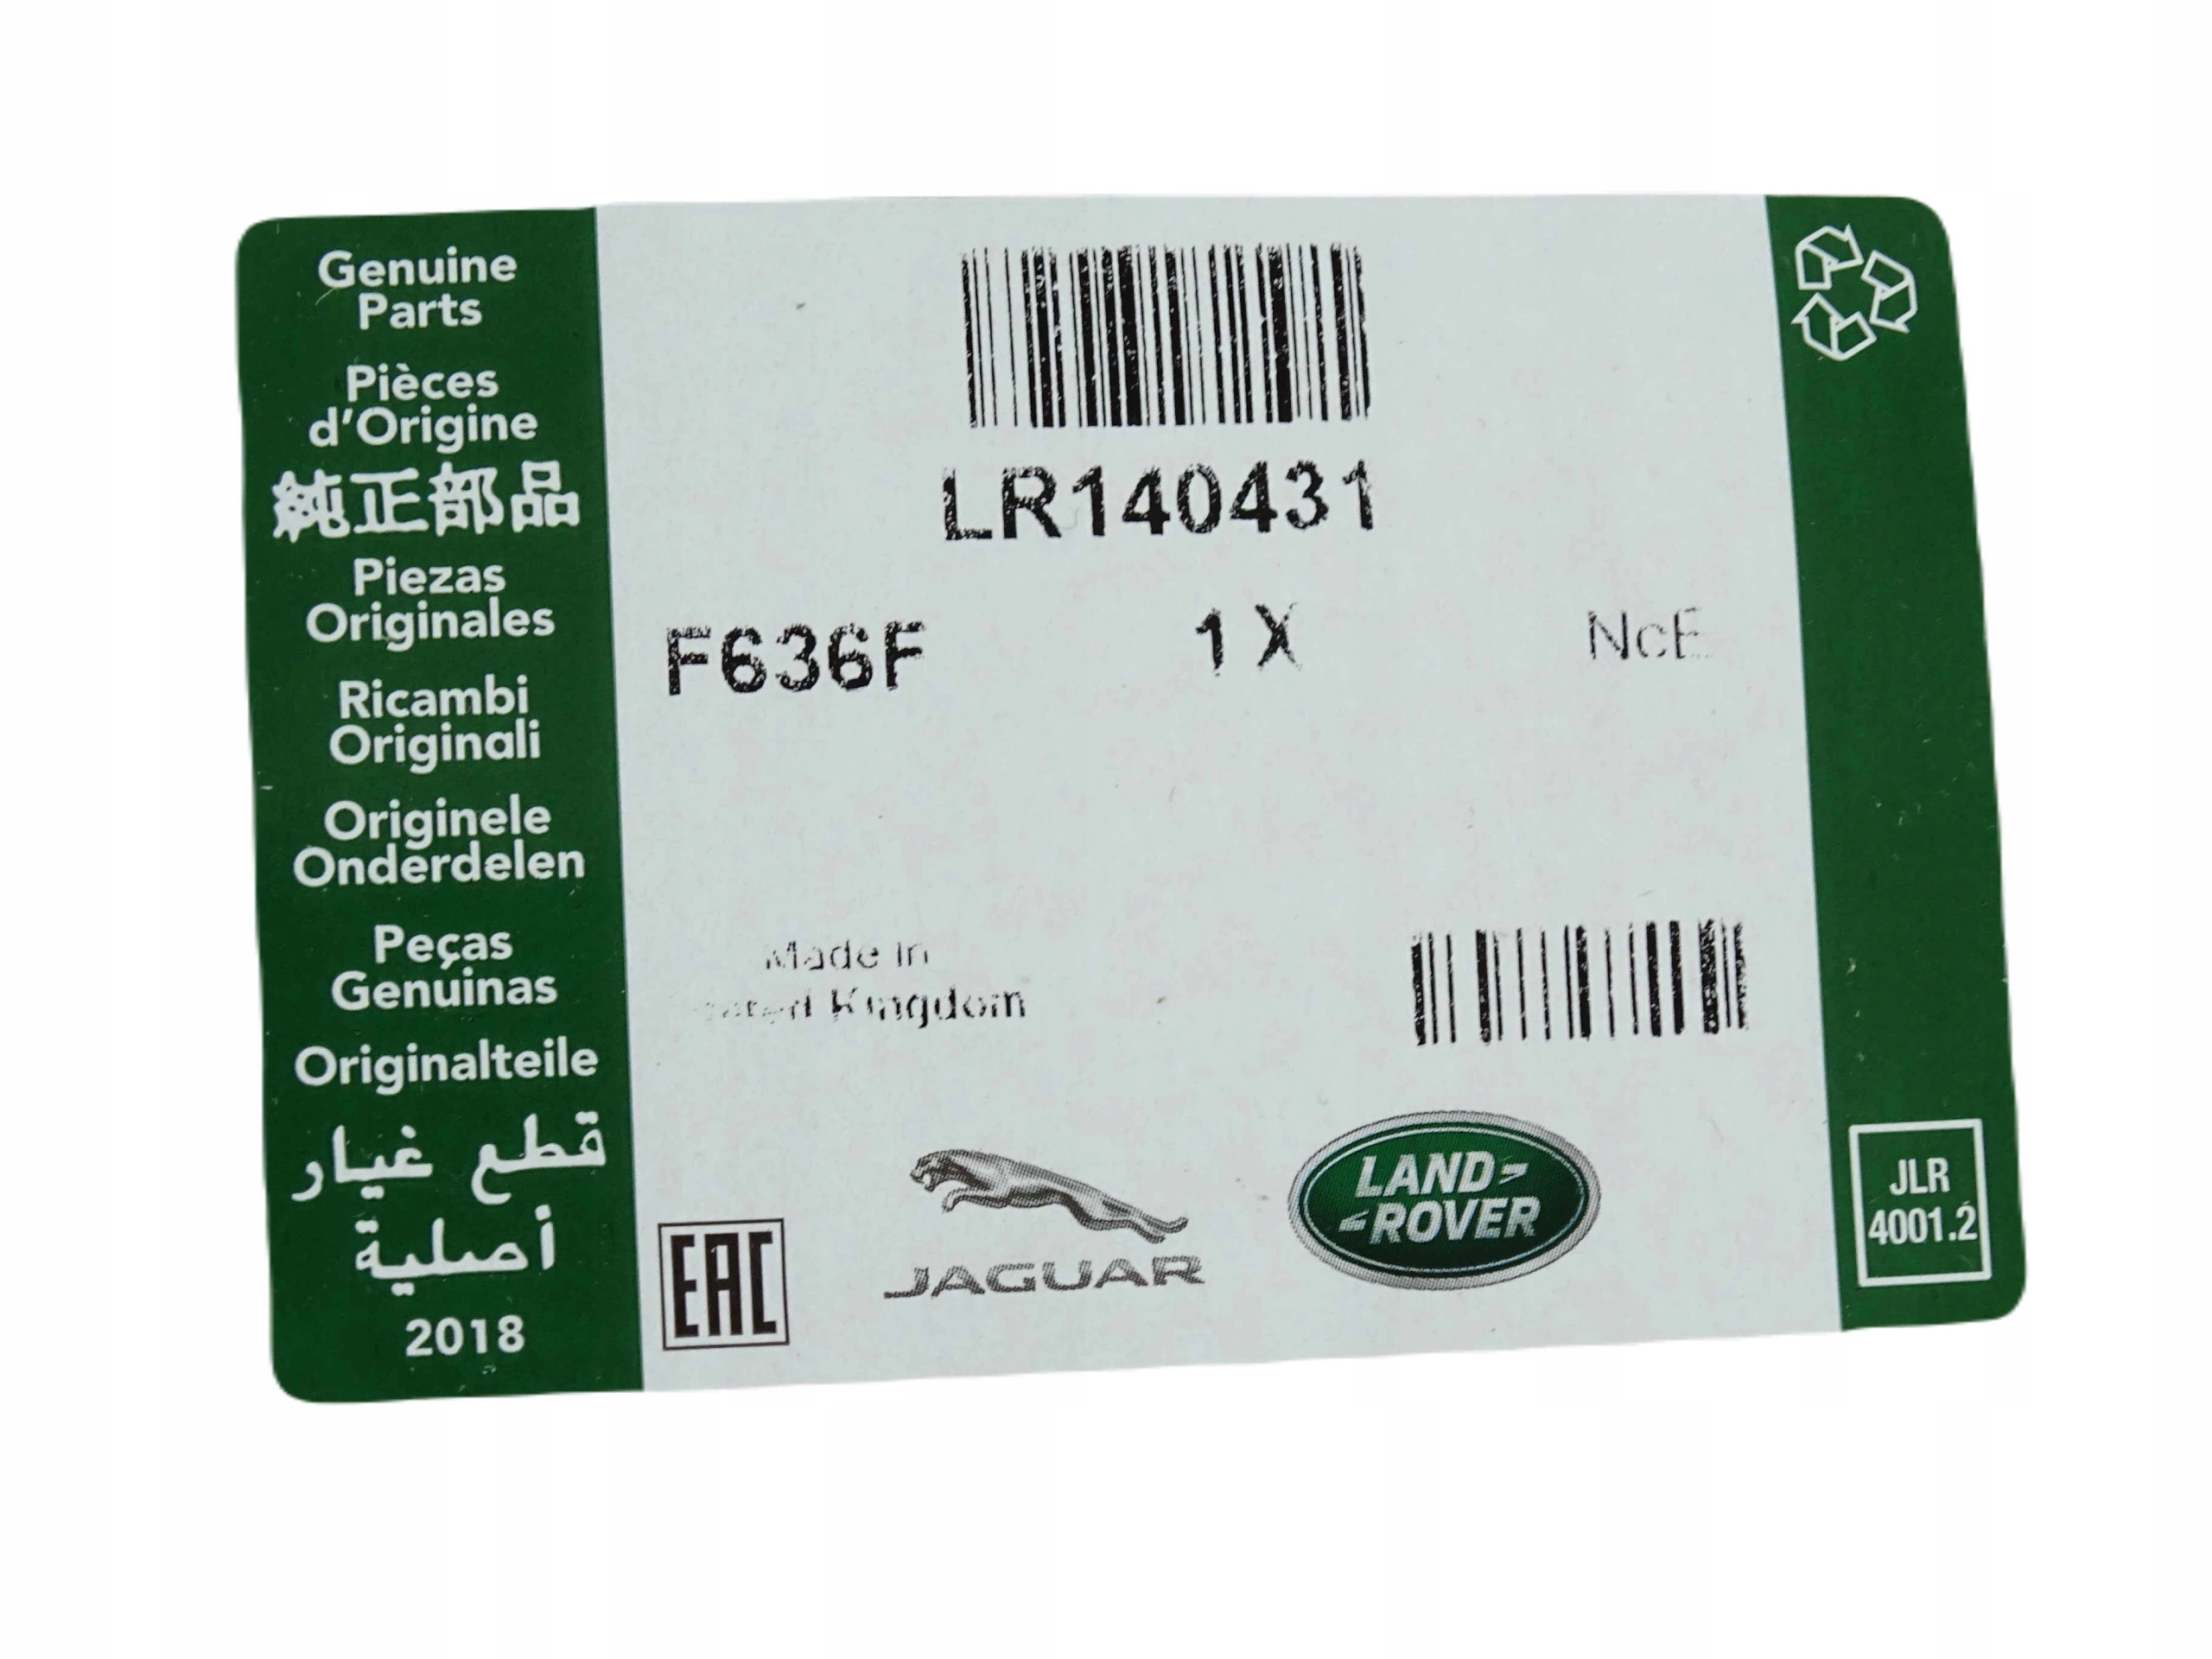 Genuine
Parts
Pièces
d'Origine
純正部品
Piezas
Originales
Ricambi
Originali
Originele
Onderdelen
Peças
Genuinas
Originalteile
قطع غيار
أصلية
2018
LR140431
F636F
1 X
NcE
Made in
Kingdom
EAC
JAGUAR
LAND
ROVER
JLR
4001.2